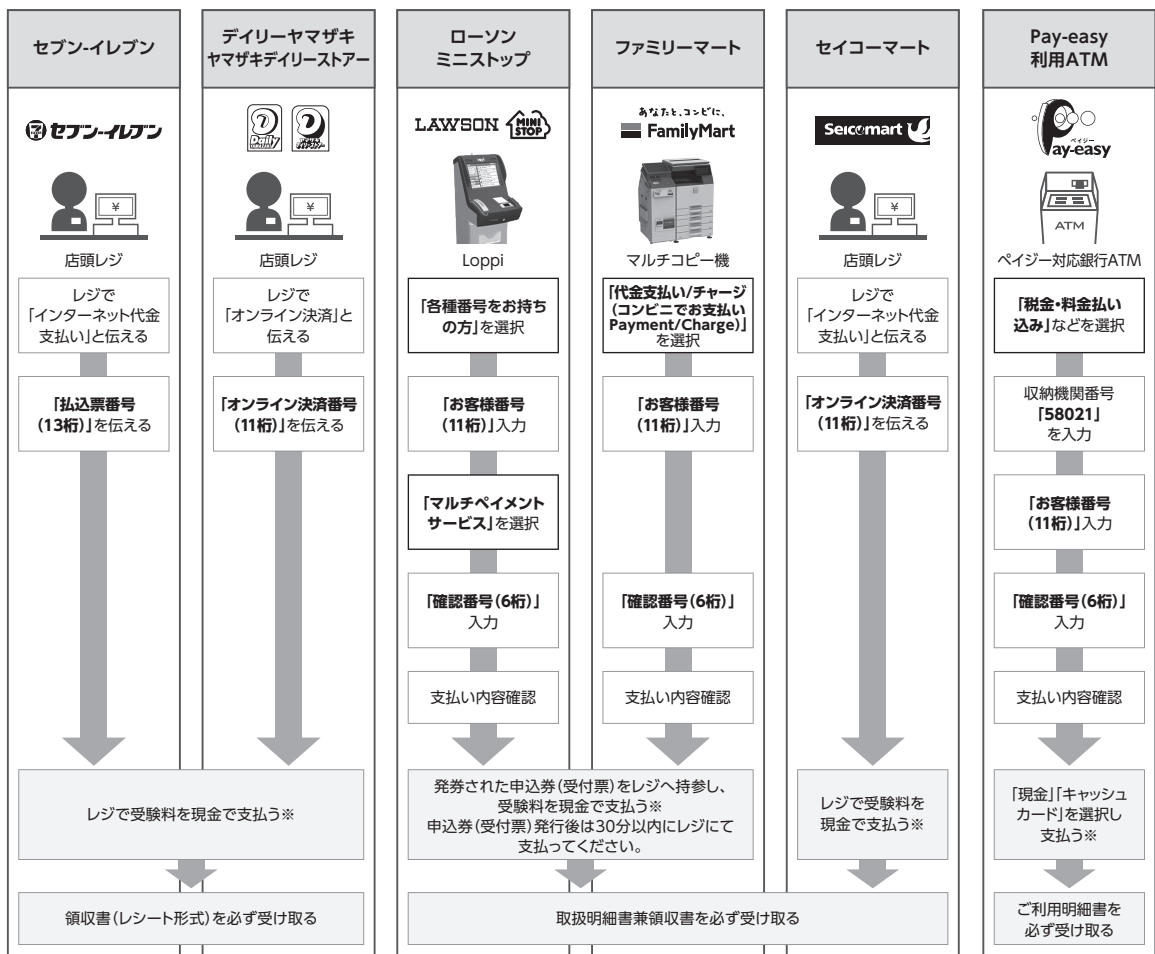 セブン-イレブン
セブン-イレブン
¥
店頭レジ
レジで
「インターネット代金
支払い」と伝える
「払込票番号
(13桁)」を伝える
デイリーヤマザキ
ヤマザキデイリーストアー
Daily
¥
店頭レジ
レジで
「オンライン決済」と
伝える
「オンライン決済番号
(11桁)」を伝える
レジで受験料を現金で支払う※
領収書(レシート形式)を必ず受け取る
ローソン
ミニストップ
LAWSON
MINI
STOP
Loppi
「各種番号をお持ち
の方」を選択
「お客様番号
(11桁)」入力
「マルチペイメント
サービス」を選択
「確認番号(6桁)」
入力
支払い内容確認
ファミリーマート
あなたと、コンビに、
FamilyMart
マルチコピー機
「代金支払い/チャージ
(コンビニでお支払い
Payment/Charge)」
を選択
「お客様番号
(11桁)」入力
「確認番号(6桁)」
入力
支払い内容確認
発券された申込券(受付票)をレジへ持参し、
受験料を現金で支払う※
申込券(受付票)発行後は30分以内にレジにて
支払ってください。
セイコーマート
Seicomart
¥
店頭レジ
レジで
「インターネット代金
支払い」と伝える
「オンライン決済番号
(11桁)」を伝える
レジで受験料を
現金で支払う※
取扱明細書兼領収書を必ず受け取る
Pay-easy
利用ATM
ペイジー
Pay-easy
ATM
ペイジー対応銀行ATM
「税金・料金払い
込み」などを選択
収納機関番号
「58021」
を入力
「お客様番号
(11桁)」入力
「確認番号(6桁)」
入力
支払い内容確認
「現金」「キャッシュ
カード」を選択し
支払う※
ご利用明細書を
必ず受け取る